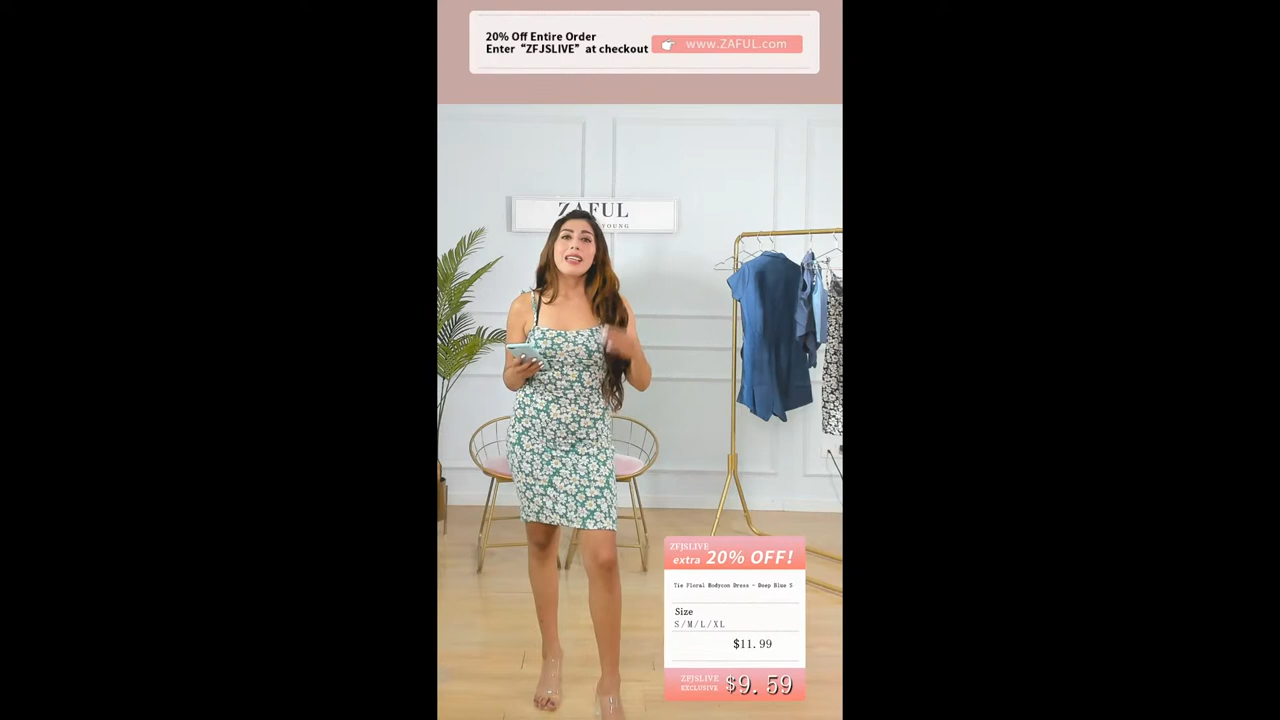 20% Off Entire Order
Enter “ZFJSLIVE” at checkout
www.ZAFUL.com
ZAFUL
YOUNG
ZFJSLIVE
extra 20% OFF!
Tie Floral Bodycon Dress - Deep Blue S
Size
S/M/L/XL
$11.99
ZFJSLIVE
EXCLUSIVE
$9.59